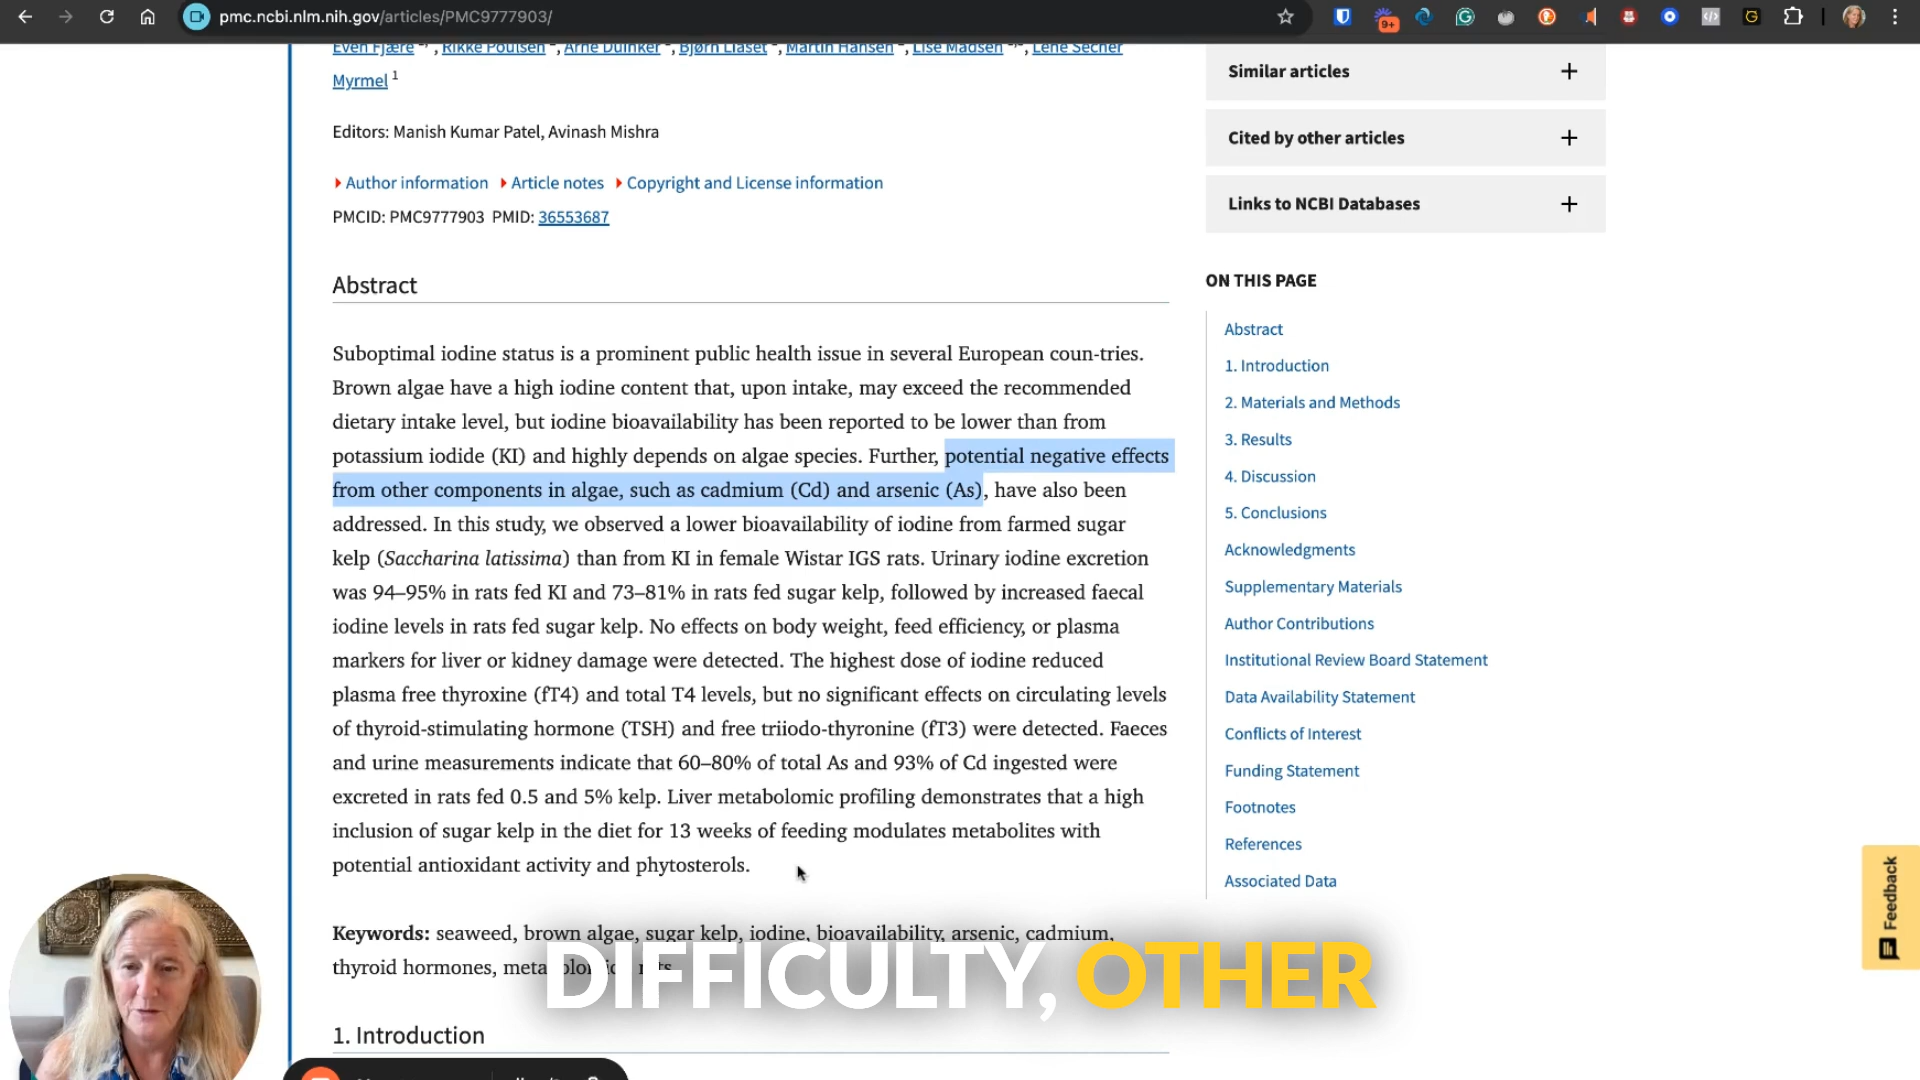 pmc.ncbi.nlm.nih.gov/articles/PMC9777903/
9+
Even Fjære, Rikke Poulsen, Arne Duinker, Bjørn Liaset, Martin Hansen, Lise Madsen, Lene Secher
Myrmel 1
Editors: Manish Kumar Patel, Avinash Mishra
Author information Article notes Copyright and License information
PMCID: PMC9777903 PMID: 36553687
Abstract
Suboptimal iodine status is a prominent public health issue in several European coun-tries.
Brown algae have a high iodine content that, upon intake, may exceed the recommended
dietary intake level, but iodine bioavailability has been reported to be lower than from
potassium iodide (KI) and highly depends on algae species. Further, potential negative effects
from other components in algae, such as cadmium (Cd) and arsenic (As), have also been
addressed. In this study, we observed a lower bioavailability of iodine from farmed sugar
kelp (Saccharina latissima) than from KI in female Wistar IGS rats. Urinary iodine excretion
was 94–95% in rats fed KI and 73–81% in rats fed sugar kelp, followed by increased faecal
iodine levels in rats fed sugar kelp. No effects on body weight, feed efficiency, or plasma
markers for liver or kidney damage were detected. The highest dose of iodine reduced
plasma free thyroxine (fT4) and total T4 levels, but no significant effects on circulating levels
of thyroid-stimulating hormone (TSH) and free triiodo-thyronine (fT3) were detected. Faeces
and urine measurements indicate that 60–80% of total As and 93% of Cd ingested were
excreted in rats fed 0.5 and 5% kelp. Liver metabolomic profiling demonstrates that a high
inclusion of sugar kelp in the diet for 13 weeks of feeding modulates metabolites with
potential antioxidant activity and phytosterols.
Keywords: seaweed, brown algae, sugar kelp, iodine, bioavailability, arsenic, cadmium,
thyroid hormones,
DIFFICULTY, OTHER
1. Introduction
Similar articles
Cited by other articles
Links to NCBI Databases
ON THIS PAGE
Abstract
1. Introduction
2. Materials and Methods
3. Results
4. Discussion
5. Conclusions
Acknowledgments
Supplementary Materials
Author Contributions
Institutional Review Board Statement
Data Availability Statement
Conflicts of Interest
Funding Statement
Footnotes
References
Associated Data
Feedback